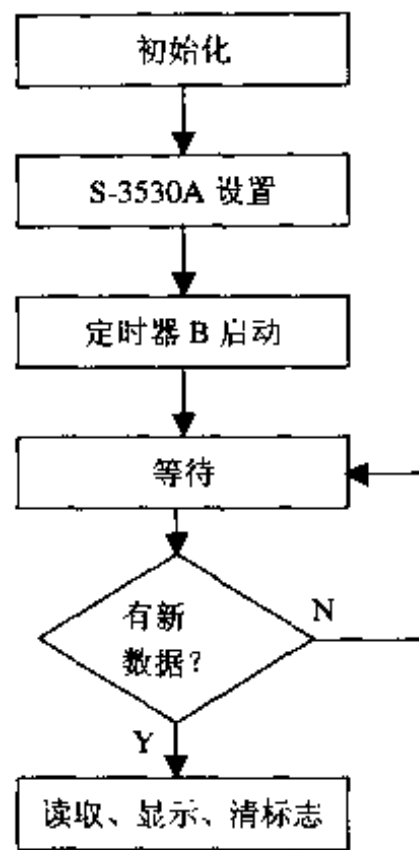 初始化
S-3530A 设置
定时器 B 启动
等待
有新
数据？
N
Y
读取、显示、清标志